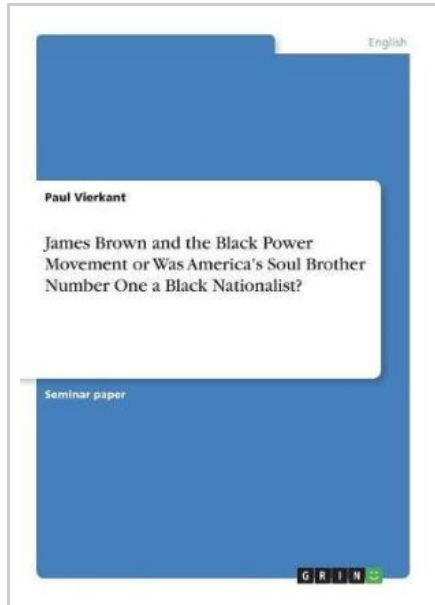 English
Paul Vierkant
James Brown and the Black Power
Movement or Was America's Soul Brother
Number One a Black Nationalist?
Seminar paper
GRIN